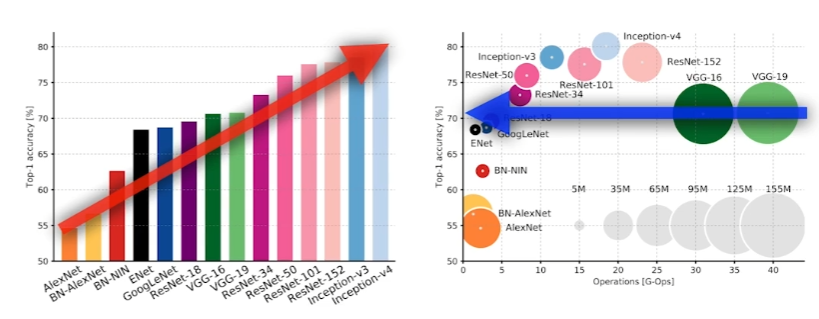 Top-1 accuracy [%]
80
75
70
65
60
55
50
AlexNet
BN-AlexNet
BN-NIN
ENet
GoogLeNet
ResNet-18
VGG-16
VGG-19
ResNet-34
ResNet-50
ResNet-101
ResNet-152
Inception-v3
Inception-v4
Top-1 accuracy [%]
80
75
70
65
60
55
50
Inception-v4
Inception-v3
ResNet-152
ResNet-50
VGG-16 VGG-19
ResNet-101
ResNet-34
ResNet-18
GoogLeNet
ENet
BN-NIN
5M 35M 65M 95M 125M 155M
BN-AlexNet
AlexNet
0 5 10 15 20 25 30 35 40
Operations [G-Ops]